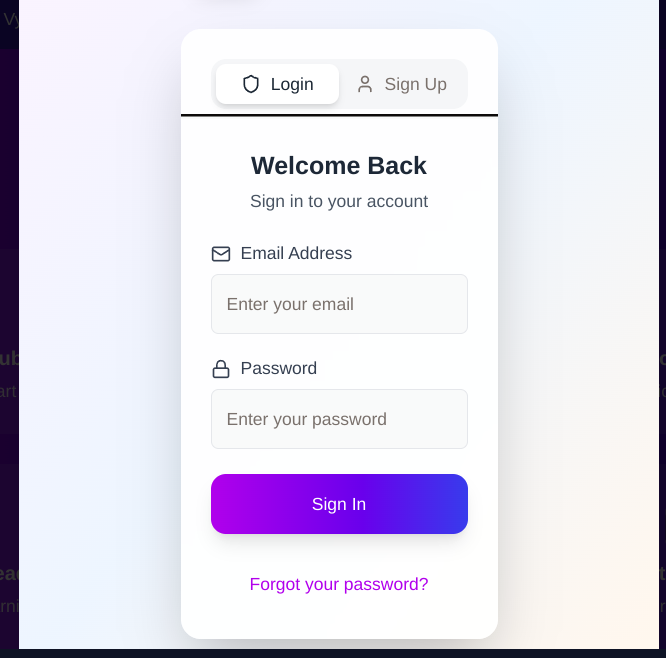 Vy
Login
Sign Up
Welcome Back
Sign in to your account
Email Address
Enter your email
Password
Enter your password
Sign In
Forgot your password?